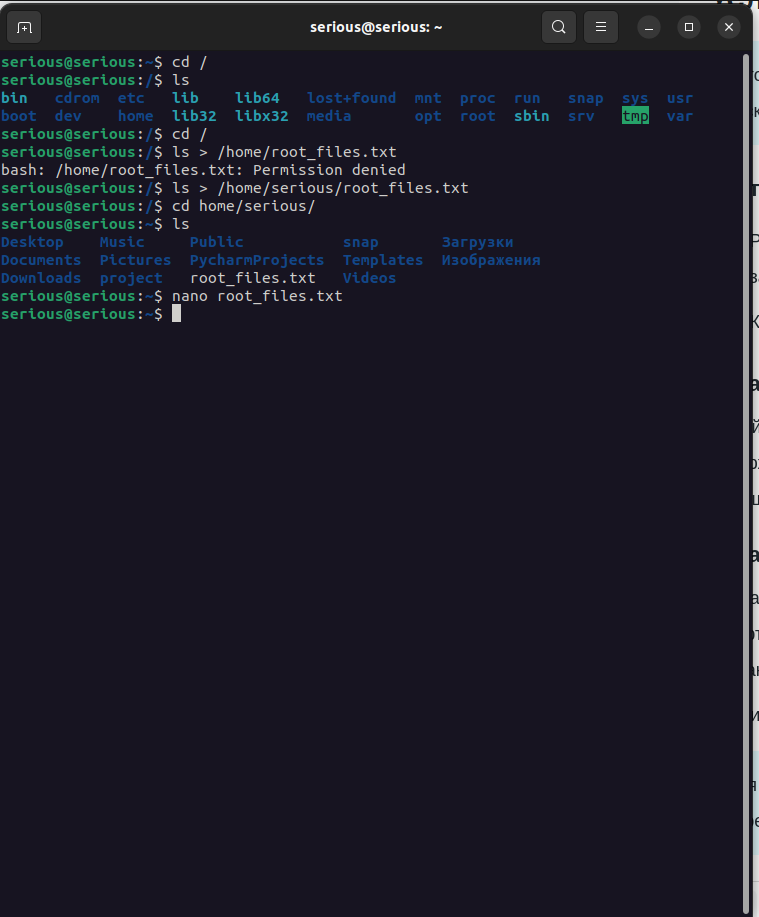 serious@serious: ~
serious@serious:~$ cd /
serious@serious:/$ ls
bin   cdrom  etc   lib    lib64   lost+found  mnt  proc  run   snap  sys  usr
boot  dev    home  lib32  libx32  media       opt  root  sbin  srv   tmp  var
serious@serious:/$ cd /
serious@serious:/$ ls > /home/root_files.txt
bash: /home/root_files.txt: Permission denied
serious@serious:/$ ls > /home/serious/root_files.txt
serious@serious:/$ cd home/serious/
serious@serious:~$ ls
Desktop    Music     Public           snap       Загрузки
Documents  Pictures  PycharmProjects  Templates  Изображения
Downloads  project   root_files.txt   Videos
serious@serious:~$ nano root_files.txt
serious@serious:~$